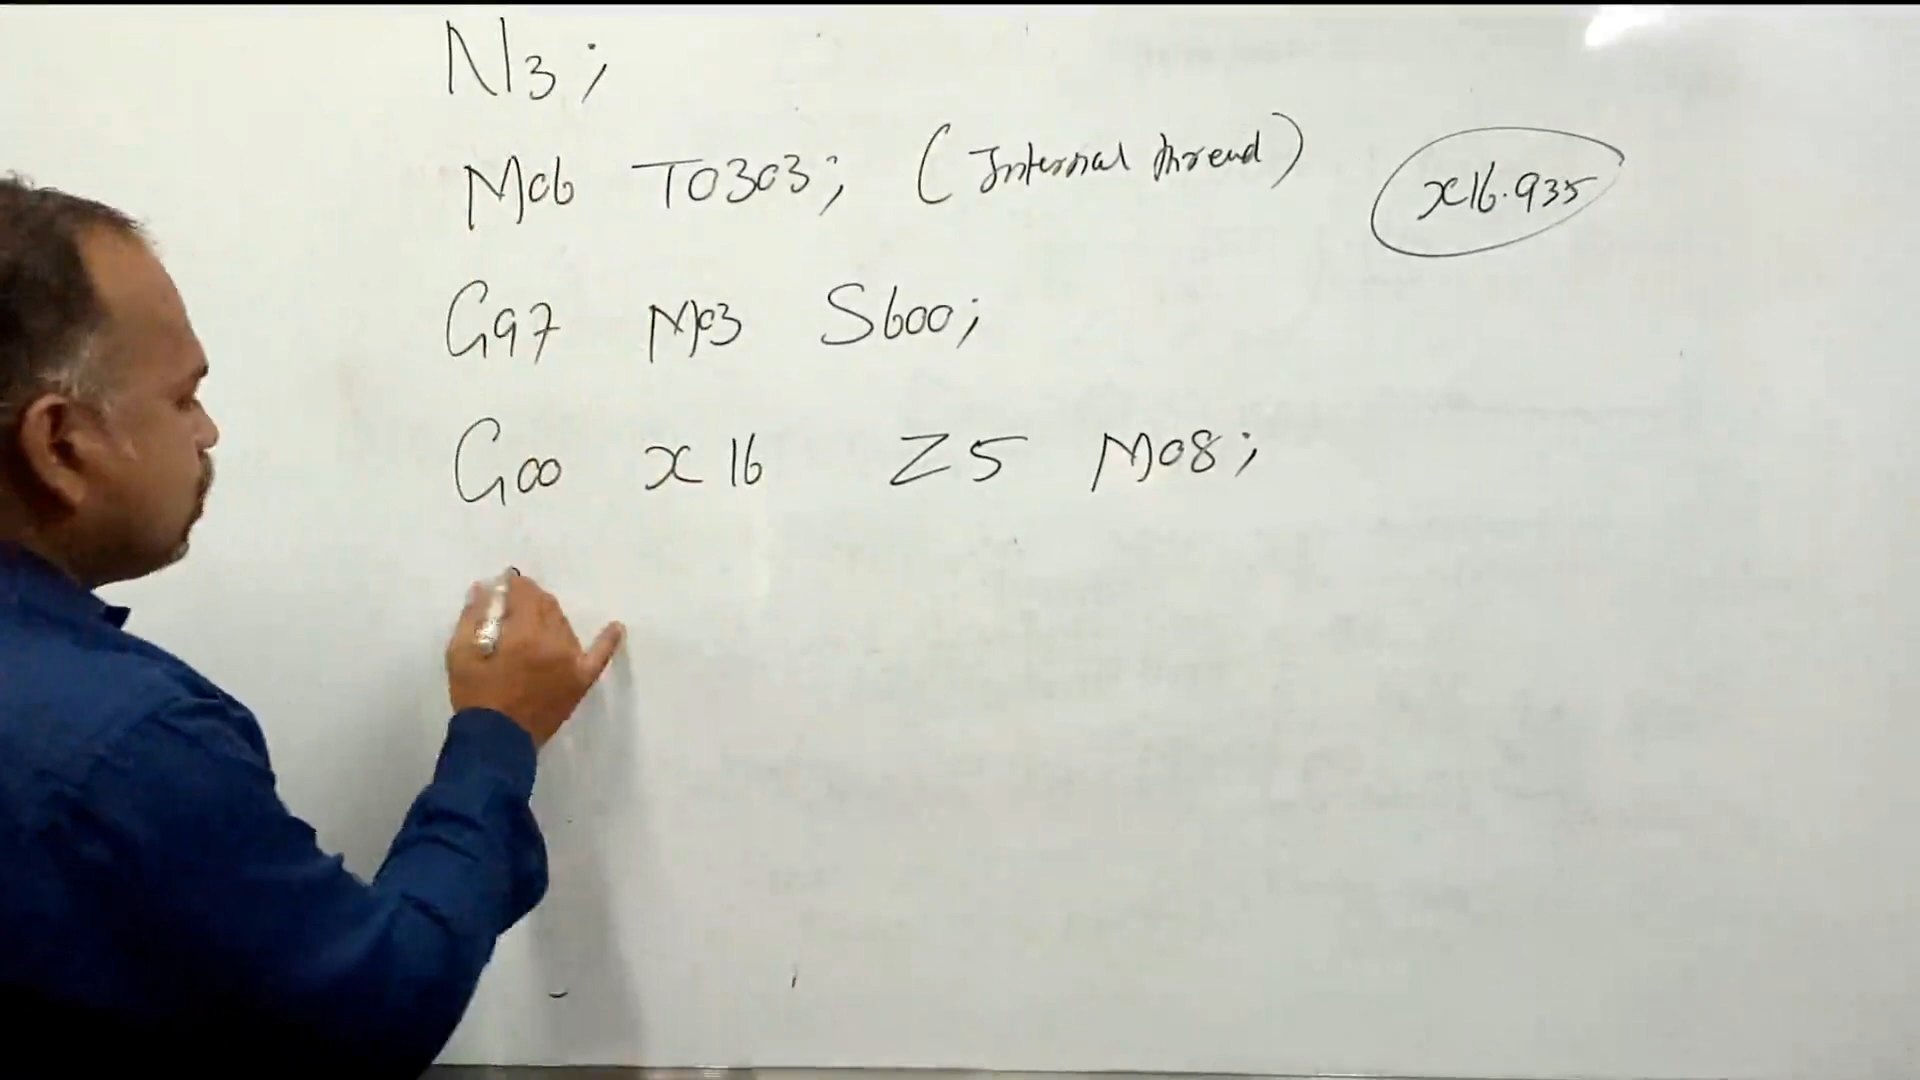 N13;
M06 T0303; (Internal thread)
x16.935
G97 M03 S600;
G00 x16 Z5 M08;